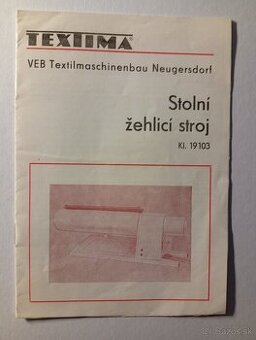 TEXTIMA
VEB Textilmaschinenbau Neugersdorf
Stolní
žehlicí stroj
Kl. 19103